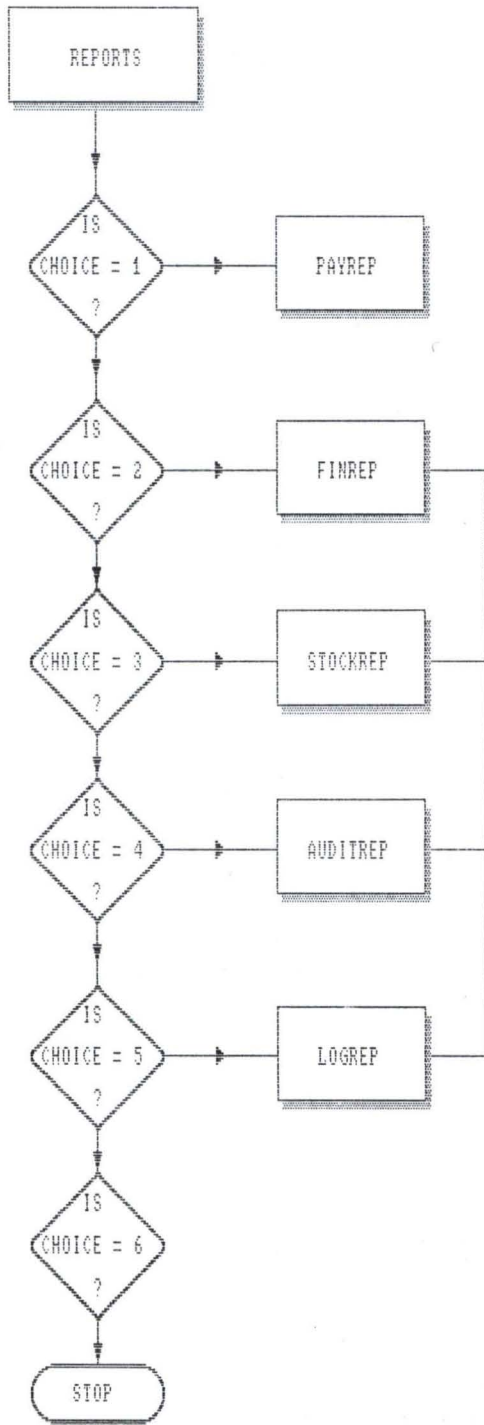 REPORTS
IS
CHOICE = 1
?
PAYREP
IS
CHOICE = 2
?
FINREP
IS
CHOICE = 3
?
STOCKREP
IS
CHOICE = 4
?
AUDITREP
IS
CHOICE = 5
?
LOGREP
IS
CHOICE = 6
?
STOP